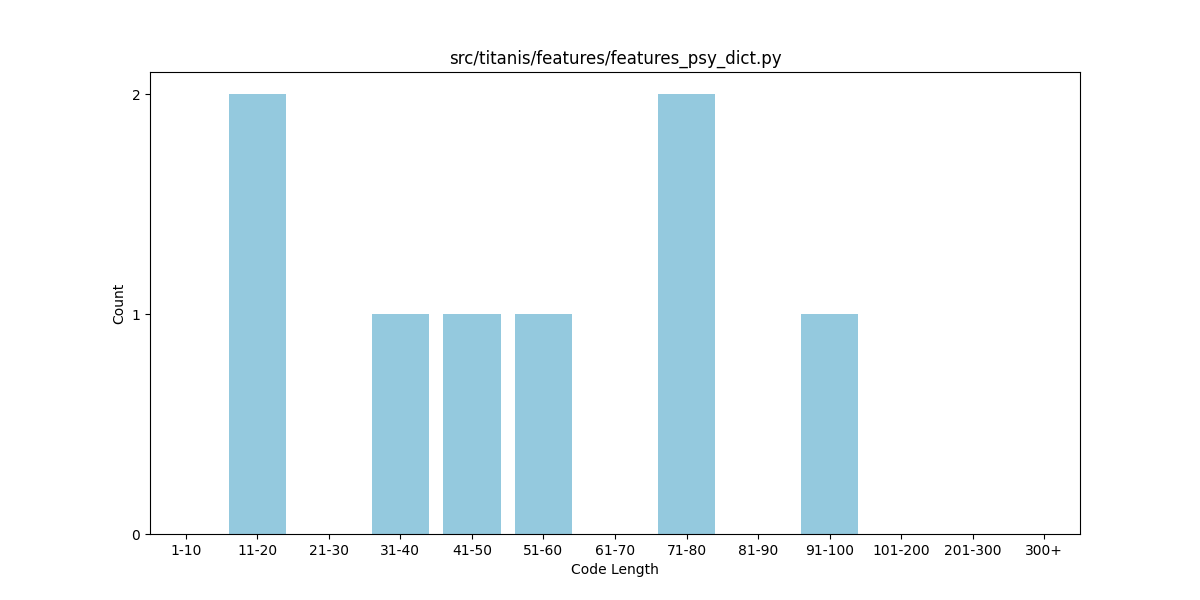 src/titanis/features/features_psy_dict.py
2
1
0
Count
1-10 11-20 21-30 31-40 41-50 51-60 61-70 71-80 81-90 91-100 101-200 201-300 300+
Code Length